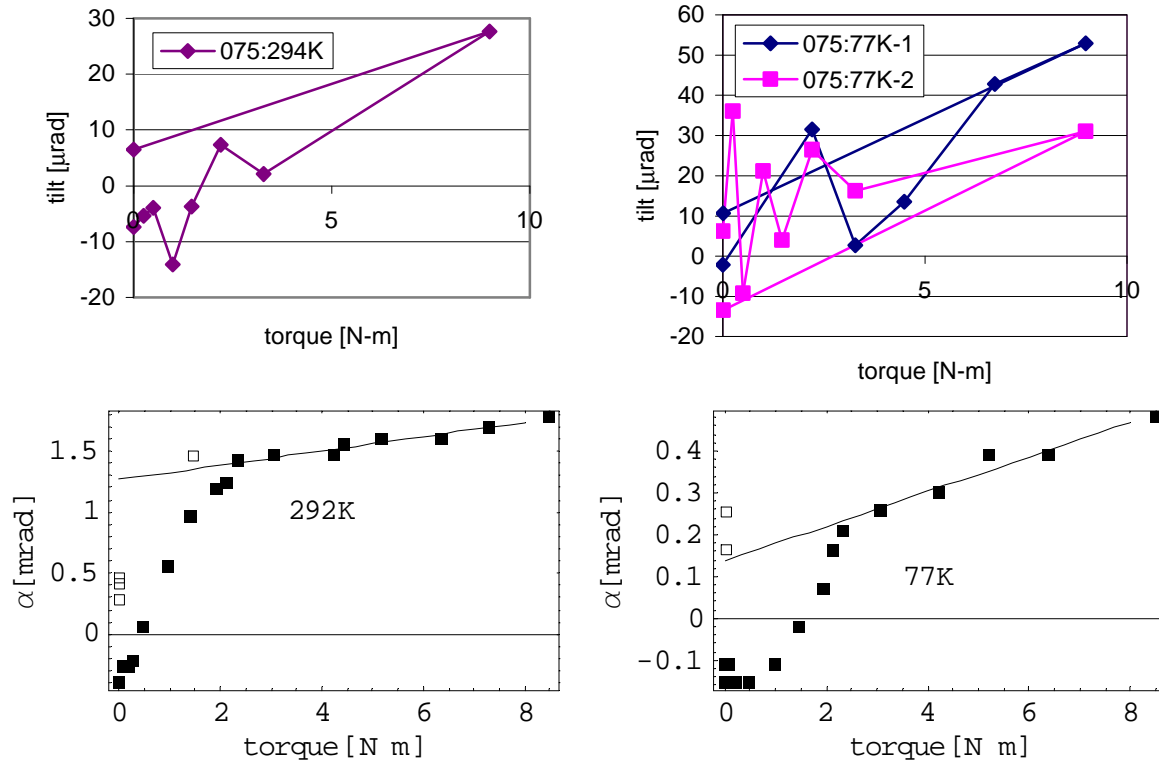 30
20
10
0
-10
-20
0
5
10
075:294K
tilt [µrad]
torque [N-m]
60
50
40
30
20
10
0
-10
-20
0
5
10
075:77K-1
075:77K-2
tilt [µrad]
torque [N-m]
1.5
1
0.5
0
α[mrad]
292K
0 2 4 6 8
torque[N m]
0.4
0.3
0.2
0.1
0
-0.1
α[mrad]
77K
0 2 4 6 8
torque[N m]